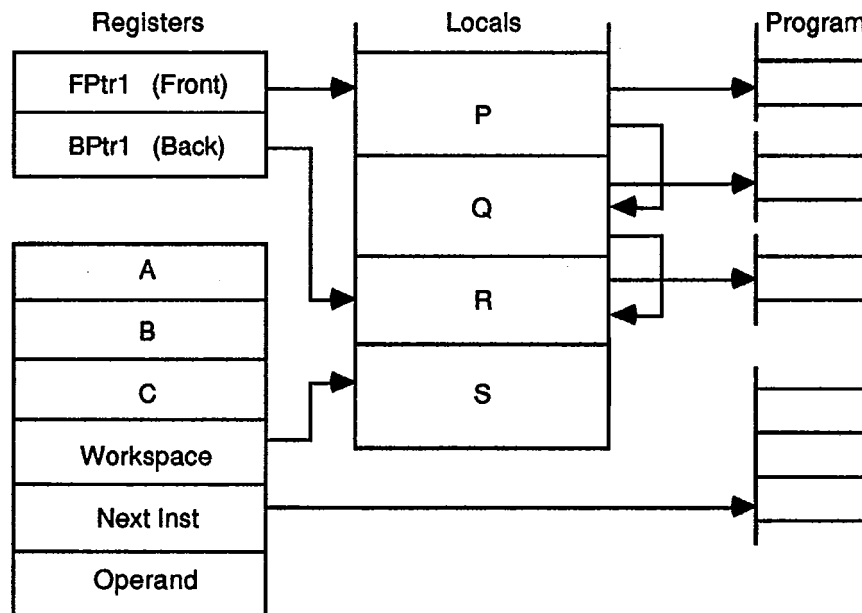 Registers
Locals
Program
FPtr1 (Front)
BPtr1 (Back)
P
Q
R
S
A
B
C
Workspace
Next Inst
Operand